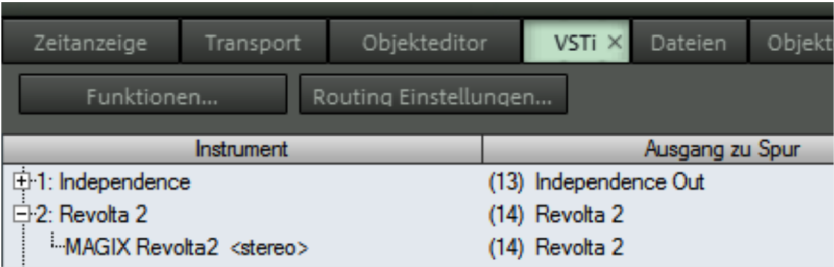 Zeitanzeige Transport Objekteditor VSTi × Dateien Objekt
Funktionen... Routing Einstellungen...
Instrument Ausgang zu Spur
1: Independence (13) Independence Out
2: Revolta 2 (14) Revolta 2
MAGIX Revolta2 <stereo> (14) Revolta 2